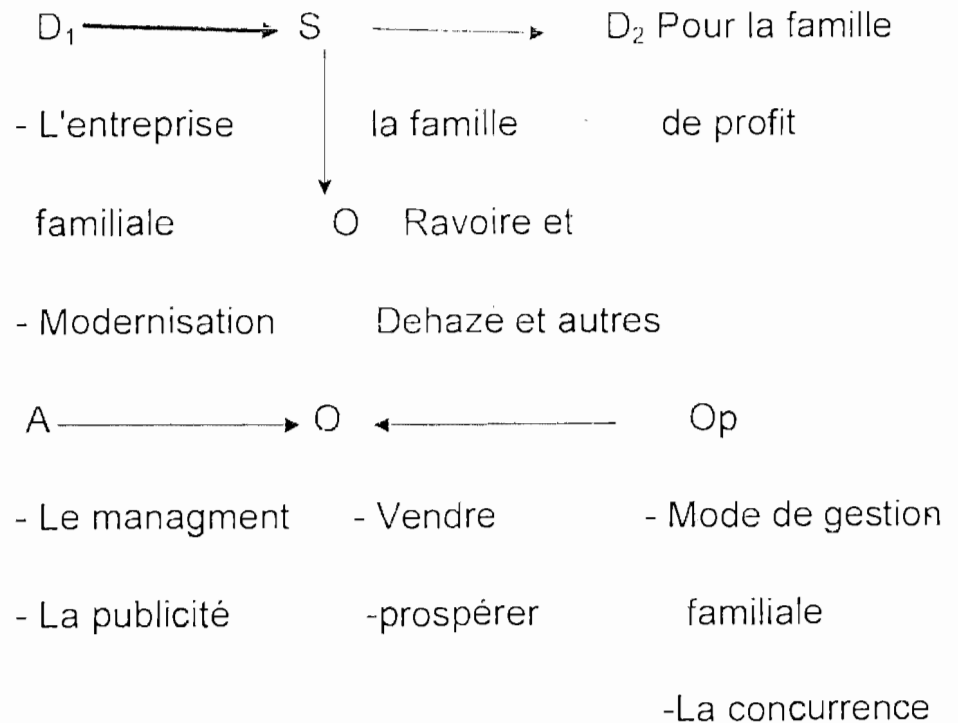 D₁ S D₂ Pour la famille
- L'entreprise la famille de profit
familiale O Ravoire et
- Modernisation Dehaze et autres
A O Op
- Le managment - Vendre - Mode de gestion
- La publicité -prospérer familiale
-La concurrence